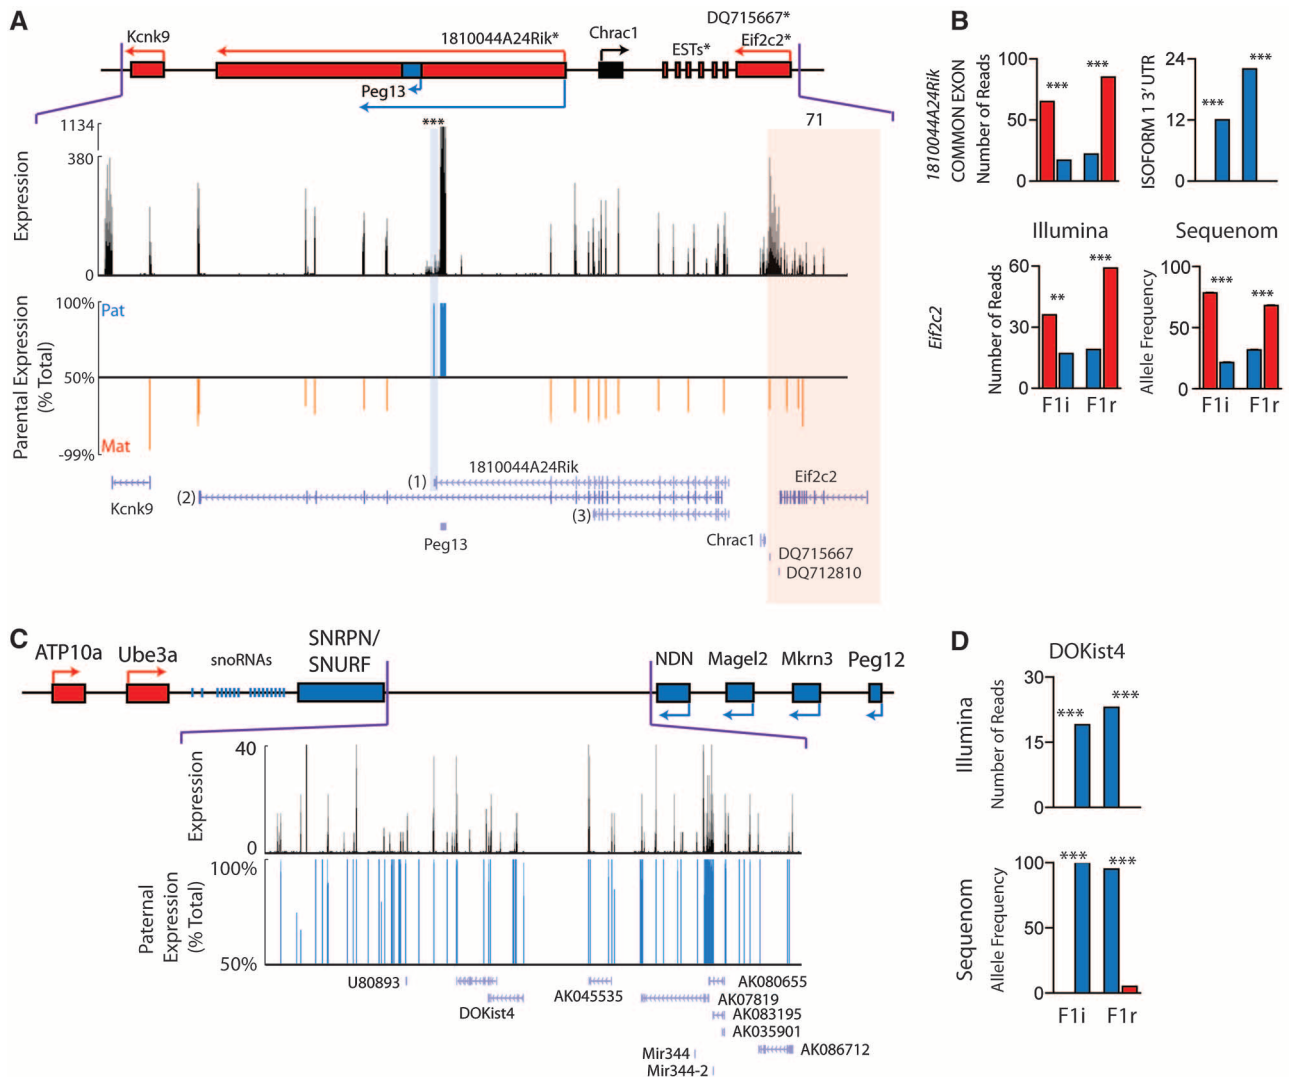 A
Kcnk9
1810044A24Rik*
Chrac1
DQ715667*
ESTs*
Eif2c2*
Peg13
71
***
1134
380
0
Expression
100%
Pat
50%
Mat
-99%
Parental Expression
(% Total)
1810044A24Rik
(1)
(2)
(3)
Kcnk9
Peg13
Eif2c2
Chrac1
DQ715667
DQ712810
B
1810044A24Rik
COMMON EXON
Number of Reads
100
50
0
***
***
ISOFORM 1 3' UTR
24
12
0
***
***
Illumina
Sequenom
Eif2c2
Number of Reads
60
30
0
**
***
F1i
F1r
Allele Frequency
100
50
0
***
***
F1i
F1r
C
ATP10a
Ube3a
snoRNAs
SNRPN/
SNURF
NDN
Magel2
Mkrn3
Peg12
40
0
Expression
100%
50%
Paternal
Expression
(% Total)
U80893
DOKist4
AK045535
AK080655
AK07819
AK083195
AK035901
AK086712
Mir344
Mir344-2
D
DOKist4
Illumina
Number of Reads
30
15
0
***
***
Sequenom
Allele Frequency
100
50
0
***
***
F1i
F1r